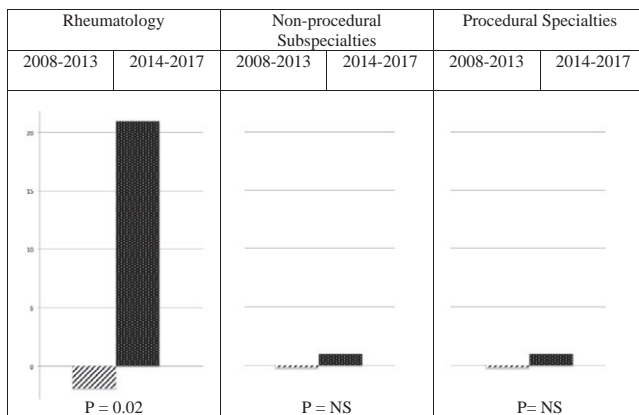 Rheumatology
Non-procedural
Subspecialties
Procedural Specialties
2008-2013 2014-2017 2008-2013 2014-2017 2008-2013 2014-2017
20
15
10
5
0
P = 0.02 P = NS P= NS